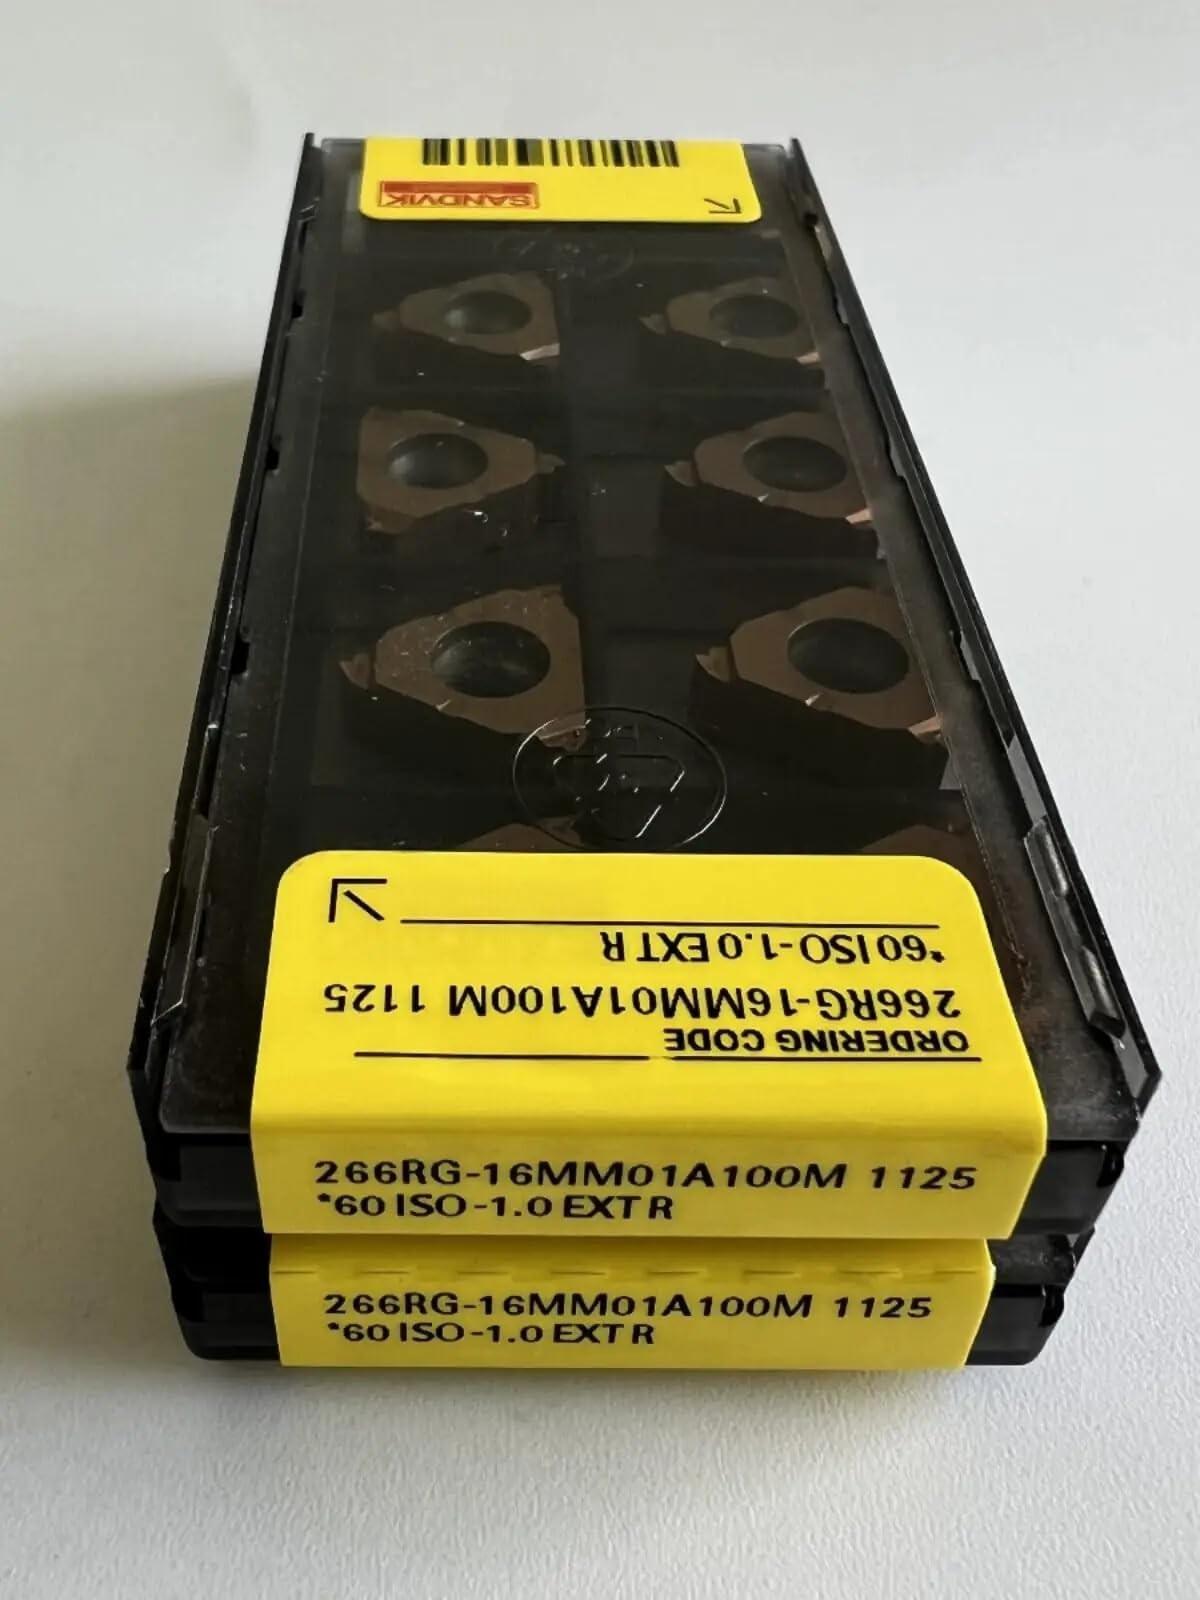 SANDVIK
ORDERING CODE
266RG-16MM01A100M 1125
*60 ISO-1.0 EXT R
266RG-16MM01A100M 1125
*60 ISO-1.0 EXT R
266RG-16MM01A100M 1125
*60 ISO-1.0 EXT R